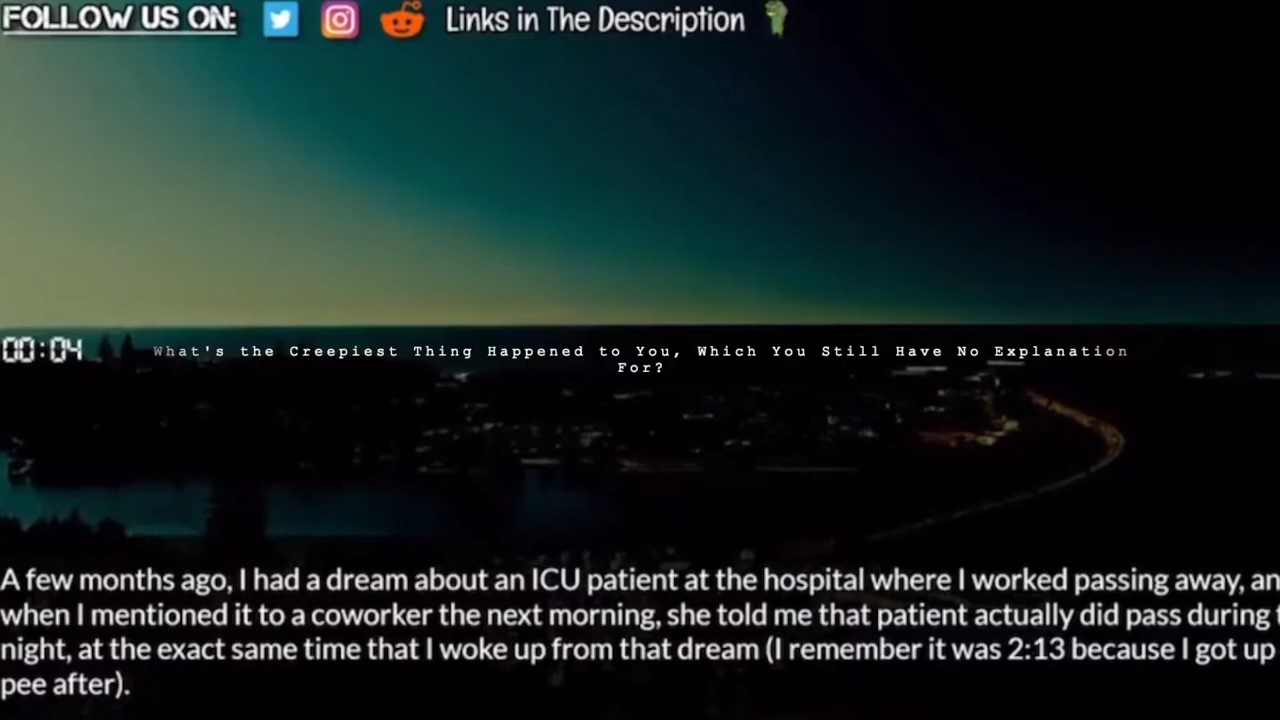 FOLLOW US ON: Links in The Description
00:04
What's the Creepiest Thing Happened to You, Which You Still Have No Explanation
For?
A few months ago, I had a dream about an ICU patient at the hospital where I worked passing away, an
when I mentioned it to a coworker the next morning, she told me that patient actually did pass during t
night, at the exact same time that I woke up from that dream (I remember it was 2:13 because I got up
pee after).